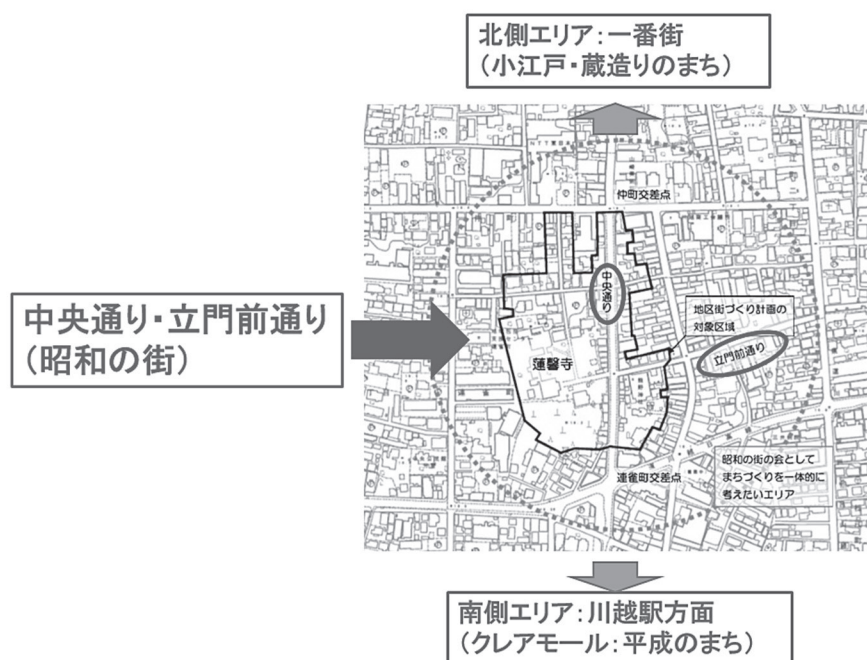 北側エリア：一番街
（小江戸・蔵造りのまち）
仲町交差点
中央通り
地区街づくり計画の
対象区域
中央通り・立門前通り
（昭和の街）
蓮馨寺
立門前通り
昭和の街の会として
まちづくりを一体的に
考えたいエリア
連雀町交差点
南側エリア：川越駅方面
（クレアモール：平成のまち）